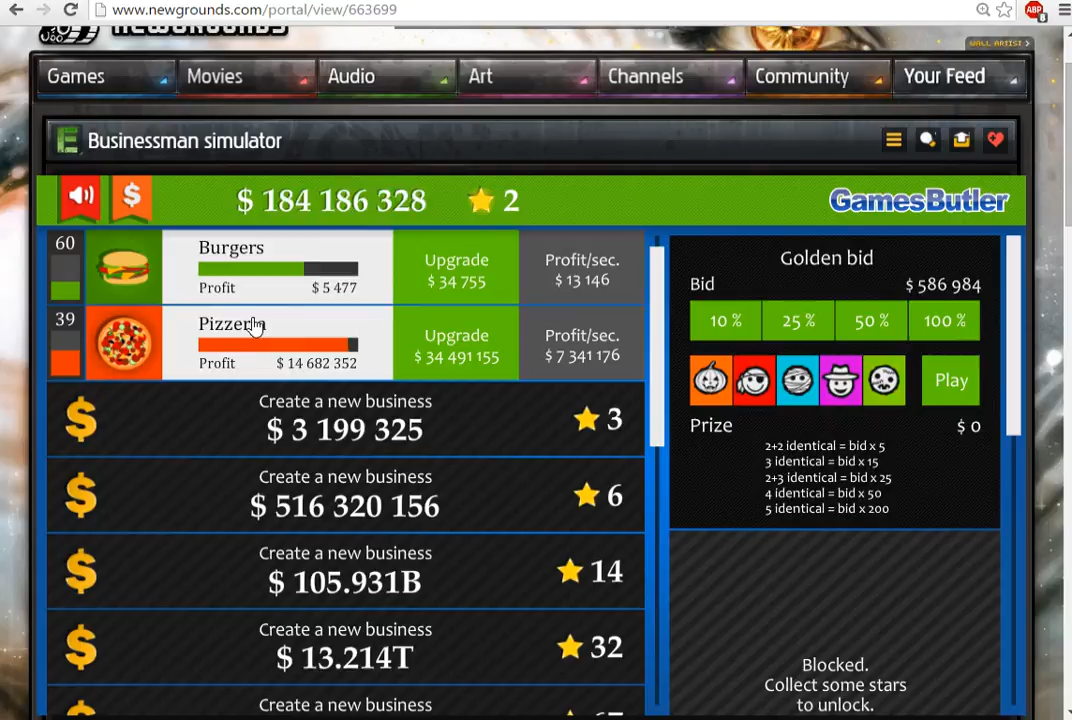 www.newgrounds.com/portal/view/663699
ABP
8
WALL ARTIST >
Games
Movies
Audio
Art
Channels
Community
Your Feed
E
Businessman simulator
$
$ 184 186 328
2
GamesButler
60
Burgers
Profit
$ 5 477
Upgrade
$ 34 755
Profit/sec.
$ 13 146
39
Profit
$ 14 682 352
Upgrade
$ 34 491 155
Profit/sec.
$ 7 341 176
$
Create a new business
$ 3 199 325
3
$
Create a new business
$ 516 320 156
6
$
Create a new business
$ 105.931B
14
$
Create a new business
$ 13.214T
32
Create a new business
Golden bid
Bid
$ 586 984
10 %
25 %
50 %
100 %
Play
Prize
$ 0
2+2 identical = bid x 5
3 identical = bid x 15
2+3 identical = bid x 25
4 identical = bid x 50
5 identical = bid x 200
Blocked.
Collect some stars
to unlock.